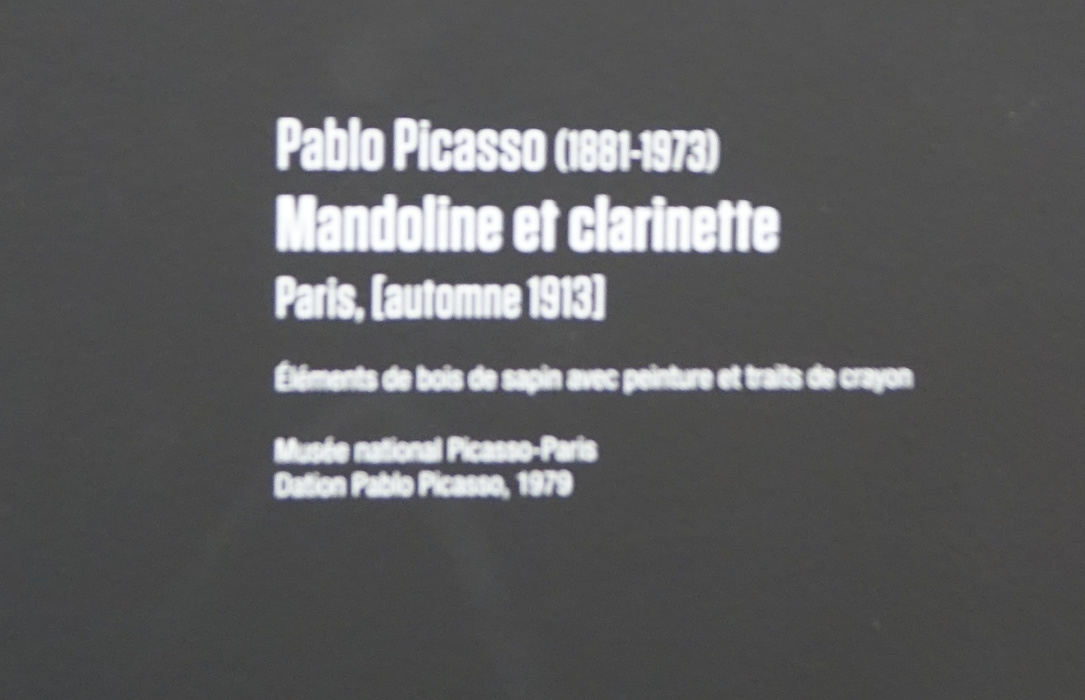 Pablo Picasso (1881-1973)
Mandoline et clarinette
Paris, [automne 1913]
Éléments de bois de sapin avec peinture et traits de crayon
Musée national Picasso-Paris
Dation Pablo Picasso, 1979